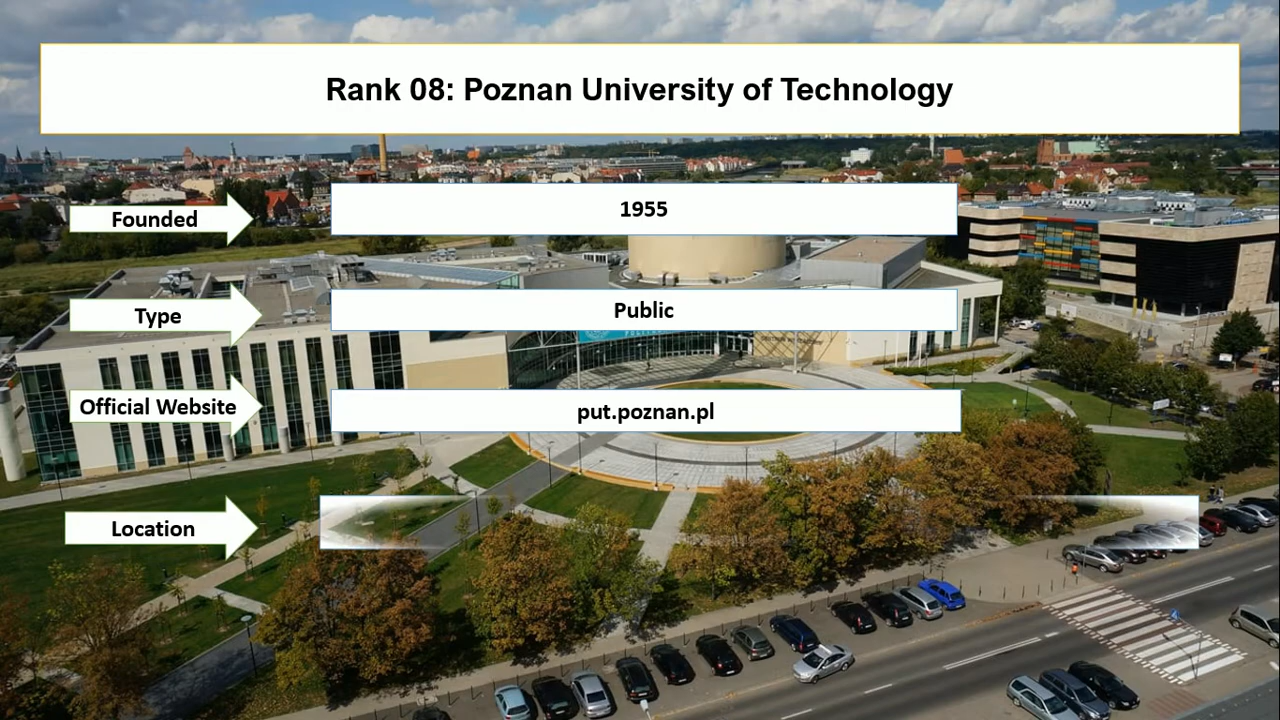 Rank 08: Poznan University of Technology
Founded
1955
Type
Public
Official Website
put.poznan.pl
Location